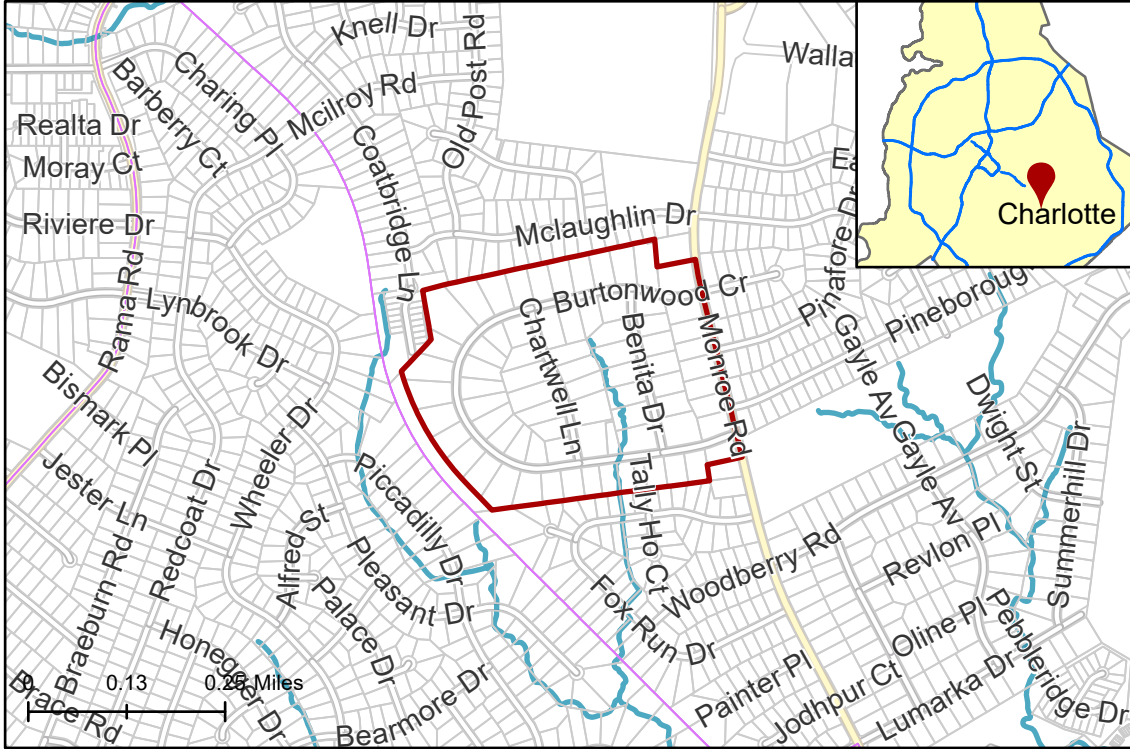 Knell Dr
Old Post Rd
Walla
Charing Pl
Barberry Ct
Mcilroy Rd
Realta Dr
Moray Ct
Coatbridge Ln
Riviere Dr
Mclaughlin Dr
Charlotte
Rama Rd
Lynbrook Dr
Burtonwood Cr
Pineborough
Chartwell Ln
Benita Dr
Monroe Rd
Gayle Av
Bismark Pl
Wheeler Dr
Dwight St
Gayle Av
Jester Ln
Redcoat Dr
Piccadilly Dr
Tally Ho Ct
Summerhill Dr
Alfred St
Pleasant Dr
Woodberry Rd
Revlon Pl
Braeburn Rd
Palace Dr
Fox Run Dr
Oline Pl
Pebbleridge Dr
Honegger Dr
Bearmore Dr
Painter Pl
Jodhpur Ct
Lumarka Dr
Brace Rd
0 0.13 0.25 Miles